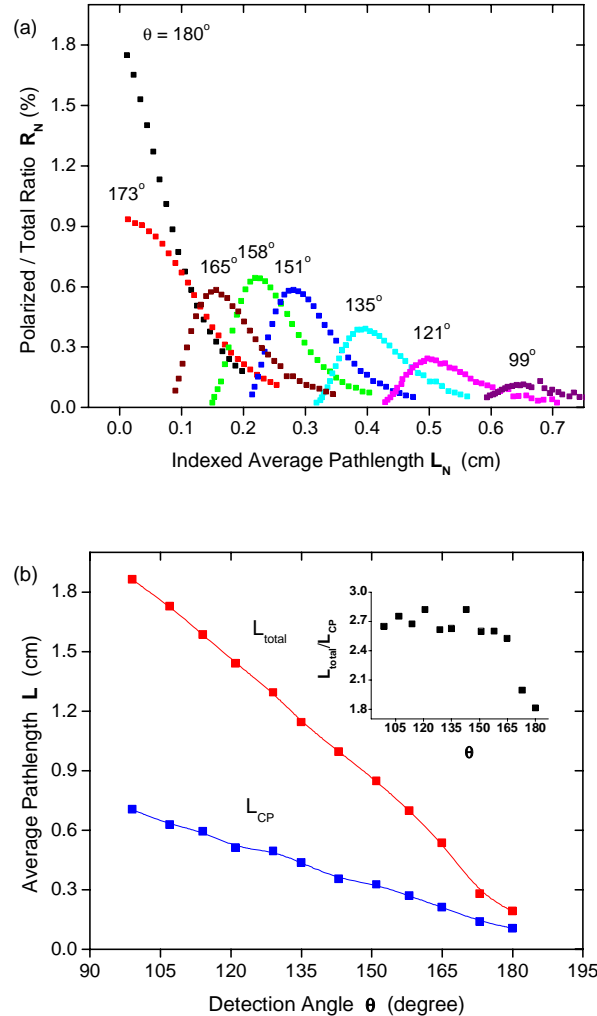 (a)
θ = 180°
173°
165°
158°
151°
135°
121°
99°
1.8
1.5
1.2
0.9
0.6
0.3
0.0
Polarized / Total Ratio R_N (%)
0.0 0.1 0.2 0.3 0.4 0.5 0.6 0.7
Indexed Average Pathlength L_N (cm)
(b)
1.8
1.5
1.2
0.9
0.6
0.3
0.0
Average Pathlength L (cm)
L_total
L_CP
3.0
2.7
2.4
2.1
1.8
L_total/L_CP
105 120 135 150 165 180
θ
90 105 120 135 150 165 180 195
Detection Angle θ (degree)